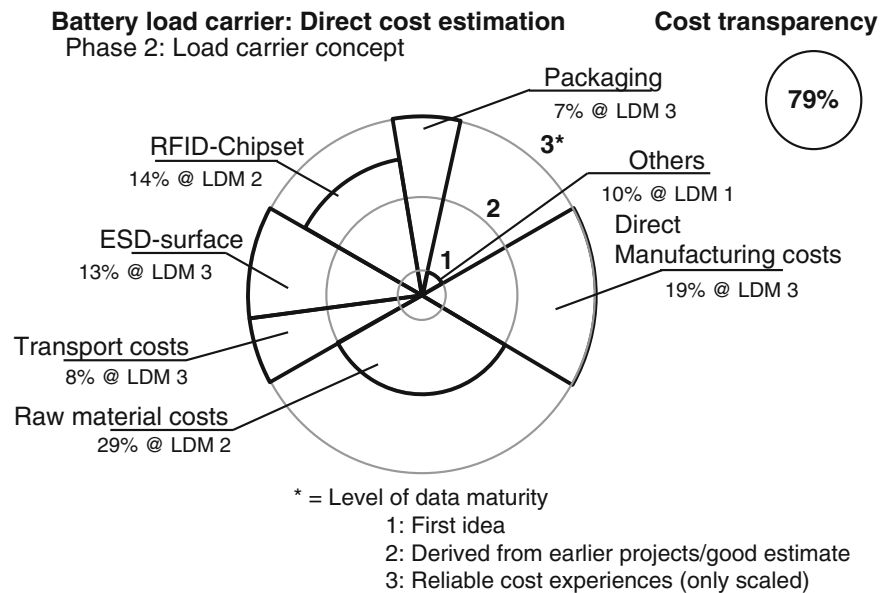 Battery load carrier: Direct cost estimation
Phase 2: Load carrier concept
Cost transparency
79%
Packaging
7% @ LDM 3
3*
RFID-Chipset
14% @ LDM 2
Others
10% @ LDM 1
2
Direct
Manufacturing costs
19% @ LDM 3
ESD-surface
13% @ LDM 3
1
Transport costs
8% @ LDM 3
Raw material costs
29% @ LDM 2
* = Level of data maturity
1: First idea
2: Derived from earlier projects/good estimate
3: Reliable cost experiences (only scaled)